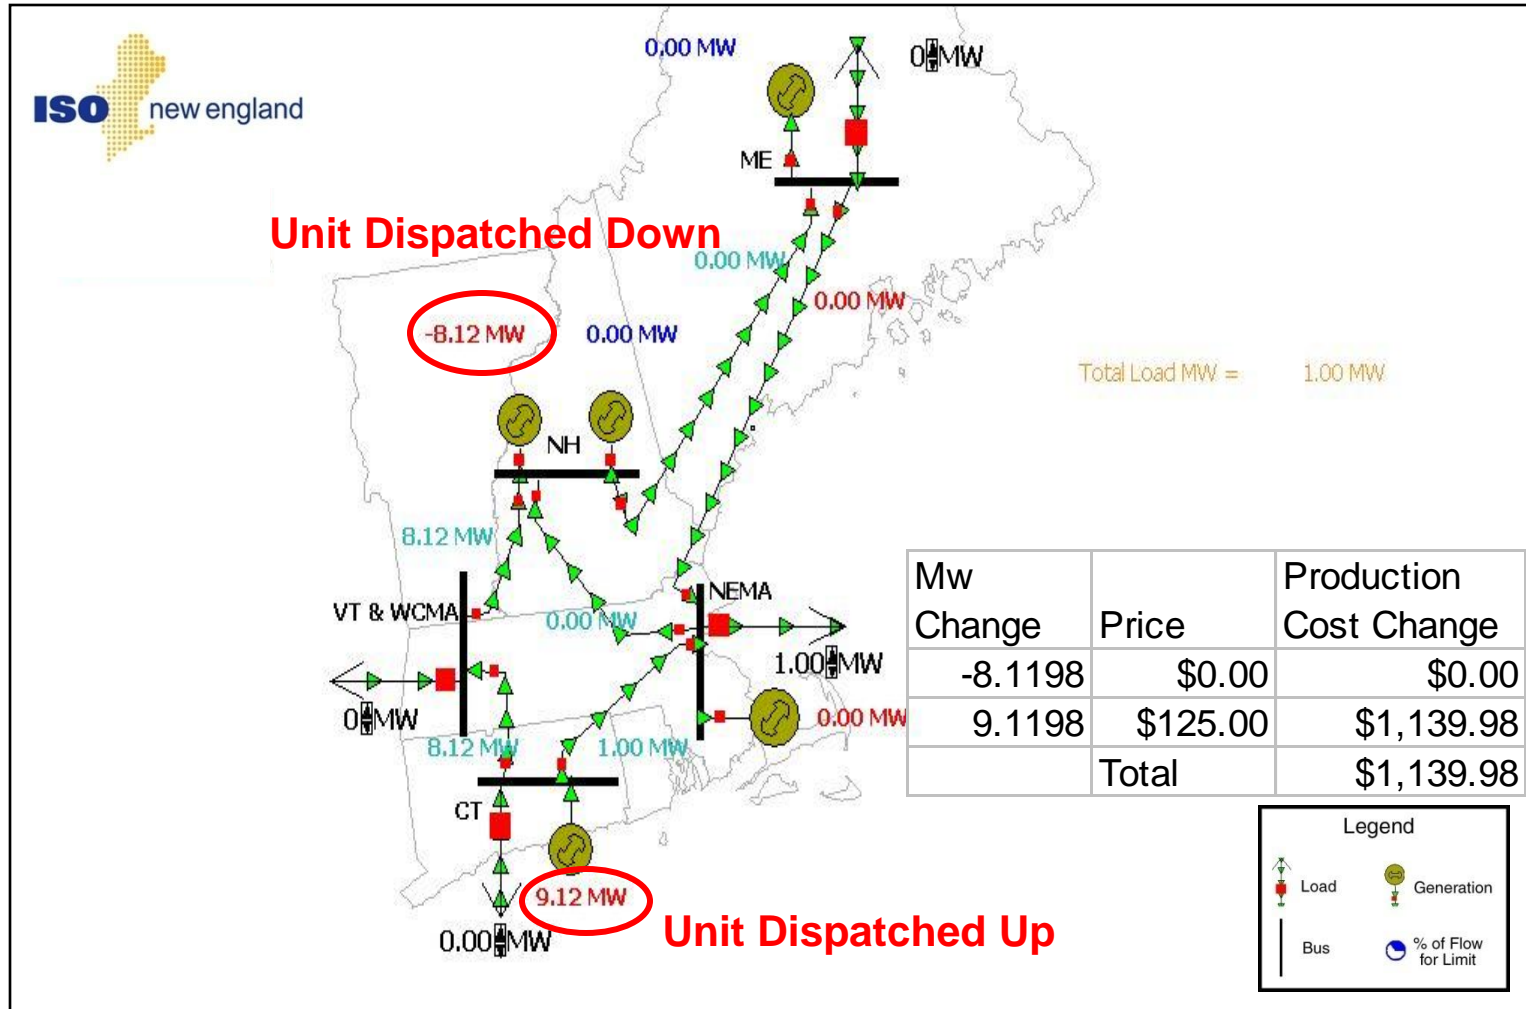 ISO new england
0.00 MW
0 MW
ME
Unit Dispatched Down
0.00 MW
0.00 MW
-8.12 MW
0.00 MW
Total Load MW = 1.00 MW
NH
8.12 MW
VT & WCMA
NEMA
0.00 MW
1.00 MW
0 MW
0.00 MW
8.12 MW
1.00 MW
CT
9.12 MW
0.00 MW
Unit Dispatched Up
Mw Change Price Production Cost Change
-8.1198 $0.00 $0.00
9.1198 $125.00 $1,139.98
Total $1,139.98
Legend
Load
Generation
Bus
% of Flow
for Limit